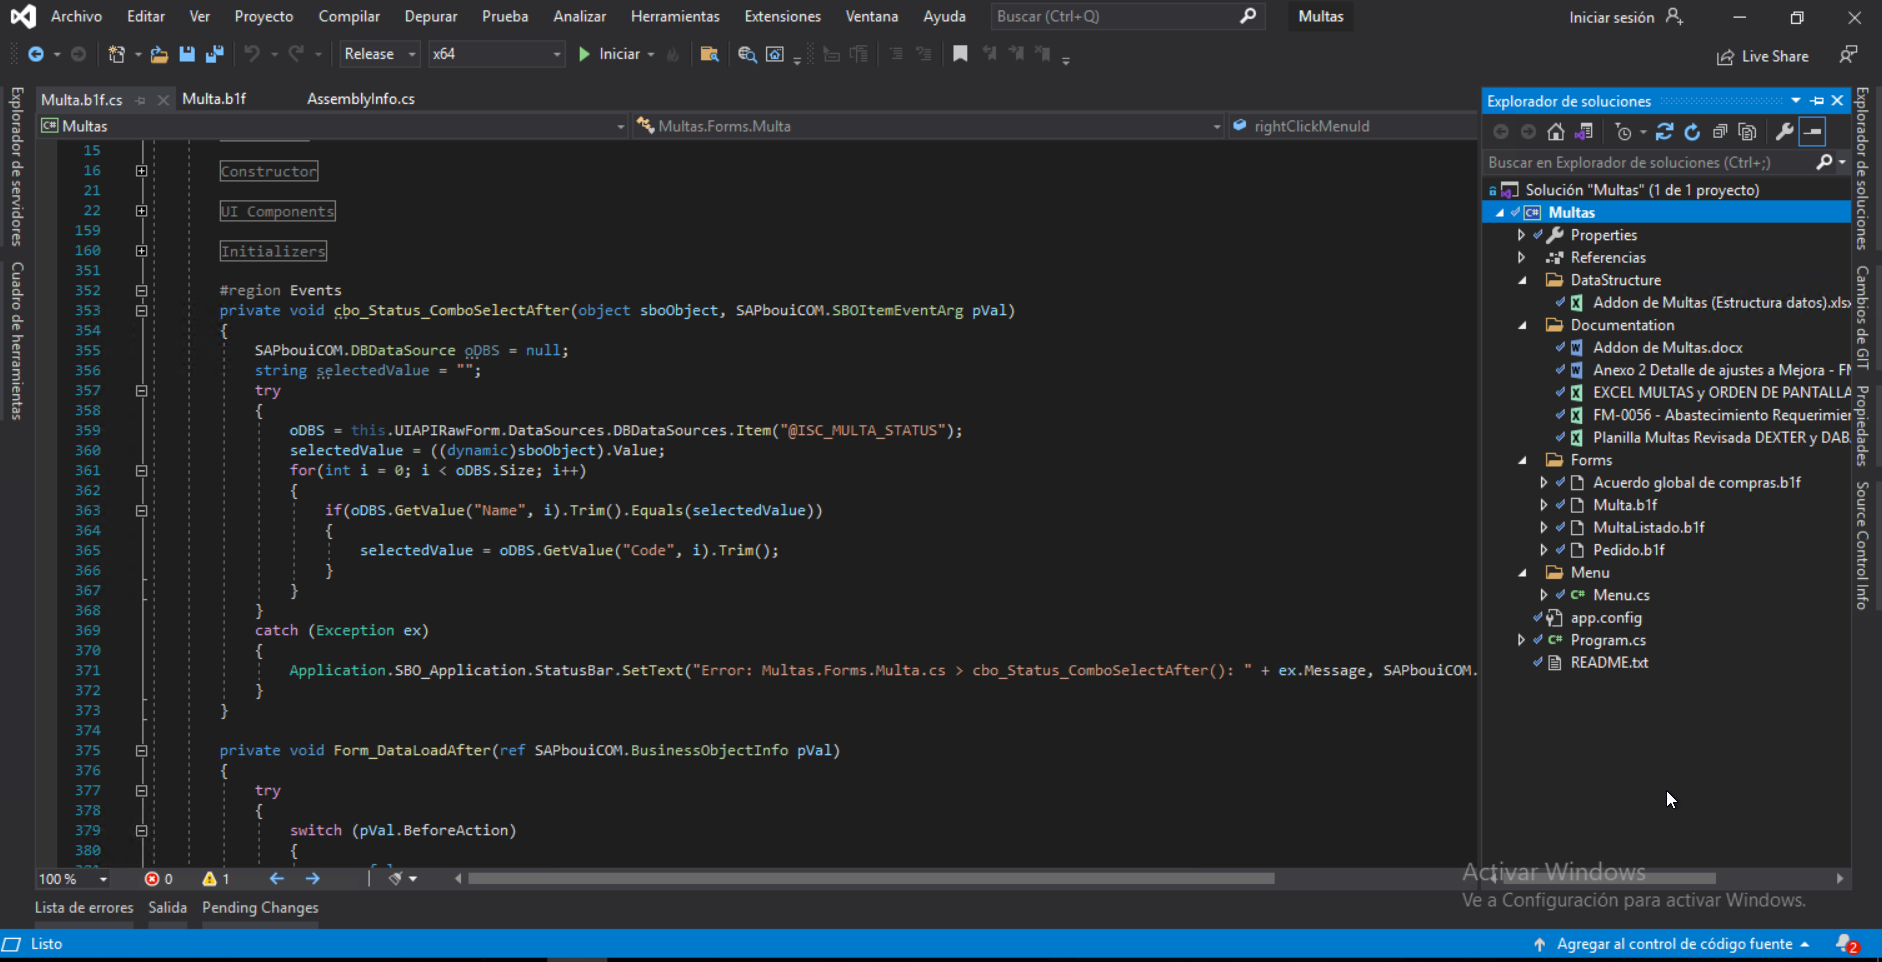 Archivo Editar Ver Proyecto Compilar Depurar Prueba Analizar Herramientas Extensiones Ventana Ayuda Buscar (Ctrl+Q) Multas Iniciar sesión
Release x64 Iniciar Live Share
Explorador de servidores
Cuadro de herramientas
Multa.b1f.cs Multa.b1f AssemblyInfo.cs
C# Multas Multas.Forms.Multa rightClickMenuId
15
16 Constructor
21
22 UI Components
159
160 Initializers
351
352 #region Events
353 private void cbo_Status_ComboSelectAfter(object sboObject, SAPbouiCOM.SBOItemEventArg pVal)
354 {
355 SAPbouiCOM.DBDataSource oDBS = null;
356 string selectedValue = "";
357 try
358 {
359 oDBS = this.UIAPIRawForm.DataSources.DBDataSources.Item("@ISC_MULTA_STATUS");
360 selectedValue = ((dynamic)sboObject).Value;
361 for(int i = 0; i < oDBS.Size; i++)
362 {
363 if(oDBS.GetValue("Name", i).Trim().Equals(selectedValue))
364 {
365 selectedValue = oDBS.GetValue("Code", i).Trim();
366 }
367 }
368 }
369 catch (Exception ex)
370 {
371 Application.SBO_Application.StatusBar.SetText("Error: Multas.Forms.Multa.cs > cbo_Status_ComboSelectAfter(): " + ex.Message, SAPbouiCOM.
372 }
373 }
374
375 private void Form_DataLoadAfter(ref SAPbouiCOM.BusinessObjectInfo pVal)
376 {
377 try
378 {
379 switch (pVal.BeforeAction)
380 {
100 % 0 1
Lista de errores Salida Pending Changes
Listo
Explorador de soluciones
Buscar en Explorador de soluciones (Ctrl+;)
Solución "Multas" (1 de 1 proyecto)
C# Multas
Properties
Referencias
DataStructure
Addon de Multas (Estructura datos).xlsx
Documentation
Addon de Multas.docx
Anexo 2 Detalle de ajustes a Mejora - FM
EXCEL MULTAS y ORDEN DE PANTALLA
FM-0056 - Abastecimiento Requerimier
Planilla Multas Revisada DEXTER y DAB
Forms
Acuerdo global de compras.b1f
Multa.b1f
MultaListado.b1f
Pedido.b1f
Menu
C# Menu.cs
app.config
C# Program.cs
README.txt
Explorador de soluciones
Cambios de GIT
Propiedades
Source Control Info
Activar Windows
Ve a Configuración para activar Windows.
Agregar al control de código fuente 2